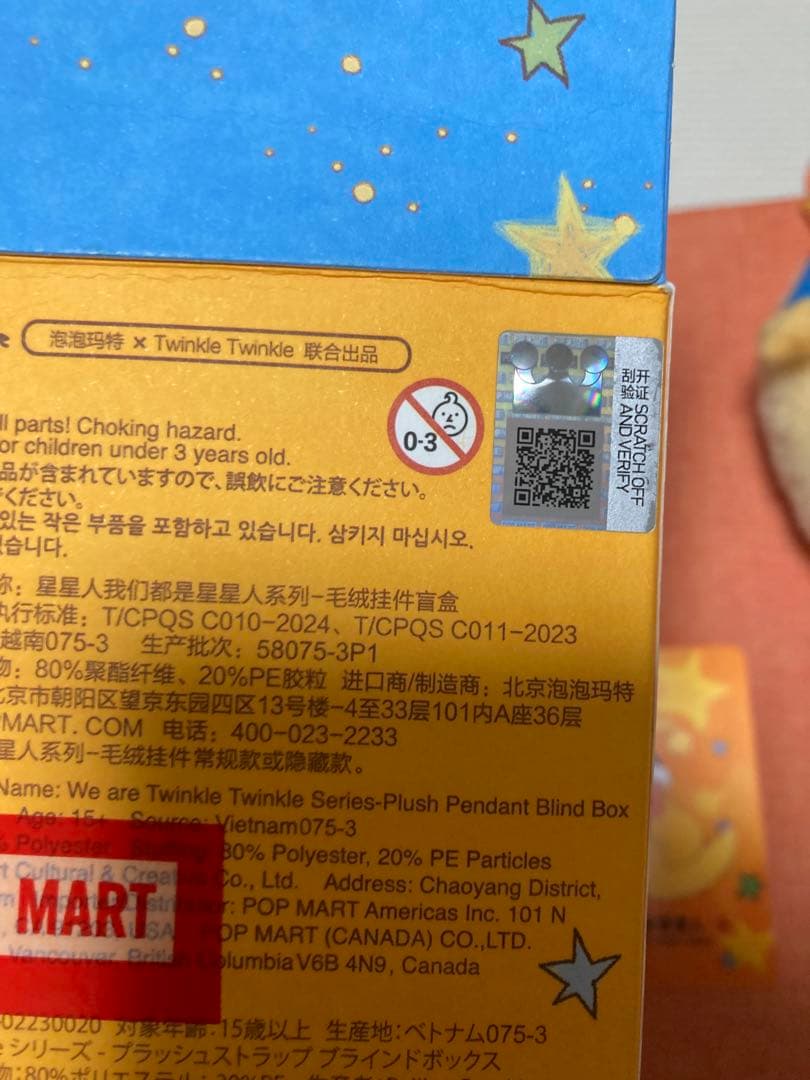 泡泡玛特 × Twinkle Twinkle 联合出品
开证 SCRATCH OFF
刮验 AND VERIFY
0-3
ll parts! Choking hazard.
or children under 3 years old.
品が含まれていますので、誤飲にご注意ください。
ください。
있는 작은 부품을 포함하고 있습니다. 삼키지 마십시오.
습니다.
称：星星人我们都是星星人系列-毛绒挂件盲盒
执行标准：T/CPQS C010-2024、T/CPQS C011-2023
越南075-3 生产批次：58075-3P1
物：80%聚酯纤维、20%PE胶粒 进口商/制造商：北京泡泡玛特
北京市朝阳区望京东园四区13号楼-4至33层101内A座36层
PMART. COM 电话：400-023-2233
星人系列-毛绒挂件常规款或隐藏款。
Name: We are Twinkle Twinkle Series-Plush Pendant Blind Box
Age: 15+ Source: Vietnam075-3
% Polyester Stuffing: 80% Polyester, 20% PE Particles
rt Cultural & Creative Co., Ltd. Address: Chaoyang District,
Distributor: POP MART Americas Inc. 101 N
USA POP MART (CANADA) CO.,LTD.
Vancouver, British Columbia V6B 4N9, Canada
MART
02230020 対象年齢：15歳以上 生産地：ベトナム075-3
シリーズ - プラッシュストラップ ブラインドボックス